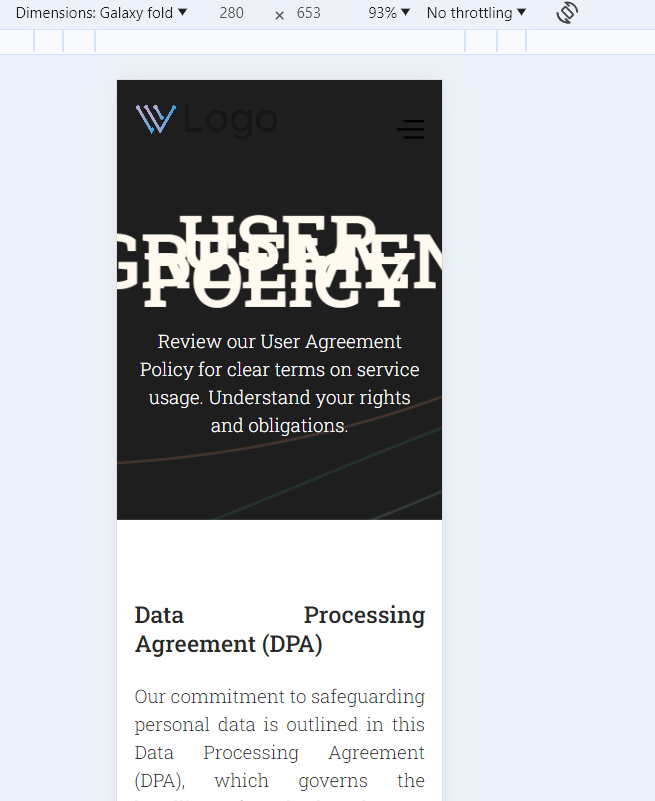 Dimensions: Galaxy fold ▼ 280 × 653 93% ▼ No throttling ▼
Logo
USER
POLICY
Review our User Agreement
Policy for clear terms on service
usage. Understand your rights
and obligations.
Data Processing
Agreement (DPA)
Our commitment to safeguarding
personal data is outlined in this
Data Processing Agreement
(DPA), which governs the